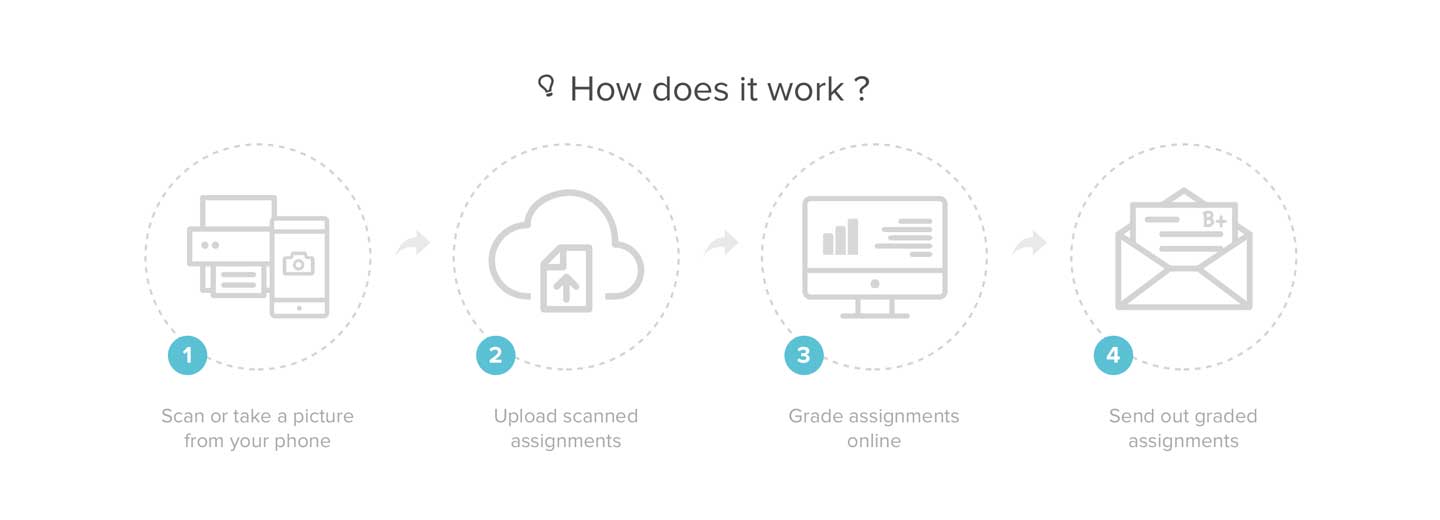 How does it work ?
B+
1
2
3
4
Scan or take a picture
from your phone
Upload scanned
assignments
Grade assignments
online
Send out graded
assignments